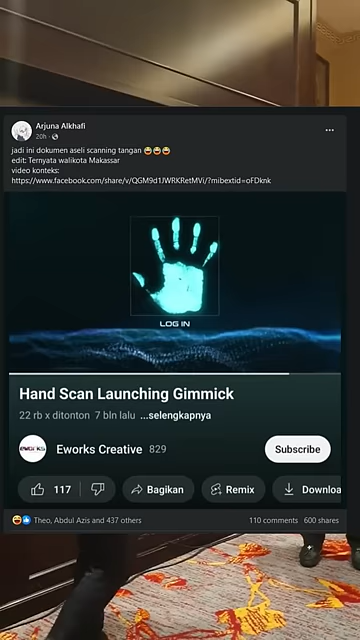 Arjuna Alkhafi
20h
jadi ini dokumen aseli scanning tangan 😂😂😂
edit: Ternyata walikota Makassar
video konteks:
https://www.facebook.com/share/v/QGM9d1JWRKRetMVi/?mibextid=oFDknk
LOG IN
Hand Scan Launching Gimmick
22 rb x ditonton 7 bln lalu ...selengkapnya
EWORKS
Eworks Creative 829
Subscribe
117
Bagikan
Remix
Downloa
Theo, Abdul Azis and 437 others
110 comments 600 shares